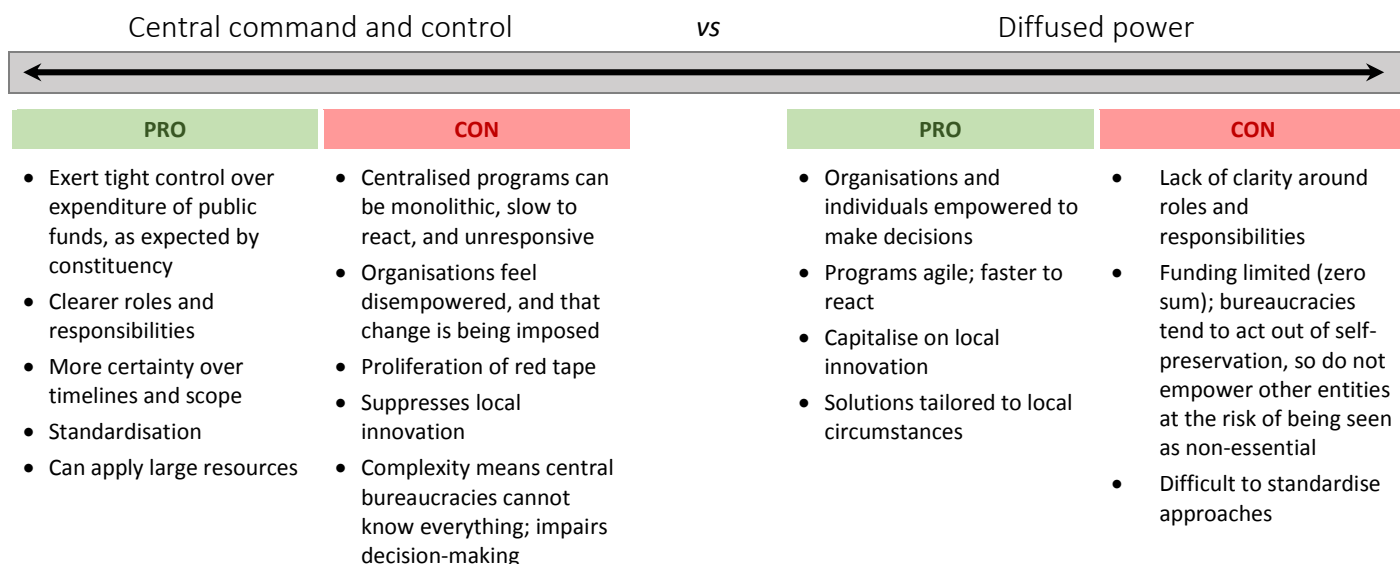 Central command and control vs Diffused power
PRO
• Exert tight control over
expenditure of public
funds, as expected by
constituency
• Clearer roles and
responsibilities
• More certainty over
timelines and scope
• Standardisation
• Can apply large resources
CON
• Centralised programs can
be monolithic, slow to
react, and unresponsive
• Organisations feel
disempowered, and that
change is being imposed
• Proliferation of red tape
• Suppresses local
innovation
• Complexity means central
bureaucracies cannot
know everything; impairs
decision-making
PRO
• Organisations and
individuals empowered to
make decisions
• Programs agile; faster to
react
• Capitalise on local
innovation
• Solutions tailored to local
circumstances
CON
• Lack of clarity around
roles and
responsibilities
• Funding limited (zero
sum); bureaucracies
tend to act out of self-
preservation, so do not
empower other entities
at the risk of being seen
as non-essential
• Difficult to standardise
approaches